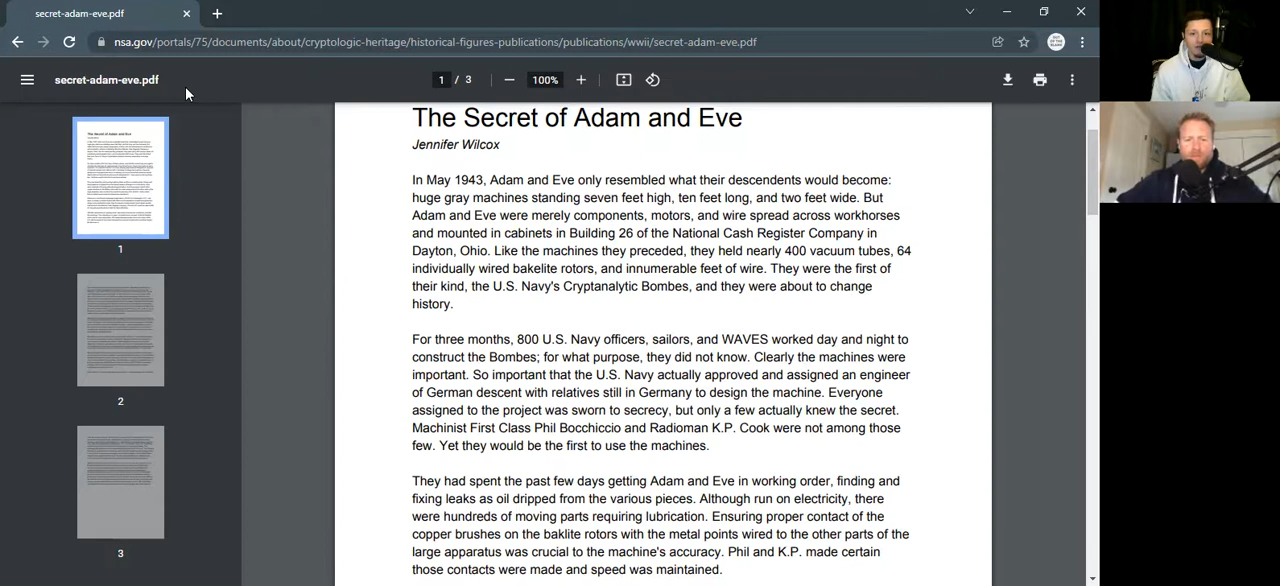 secret-adam-eve.pdf
nsa.gov/portals/75/documents/about/cryptologic-heritage/historical-figures-publications/publications/wwii/secret-adam-eve.pdf
secret-adam-eve.pdf
1 / 3
100%
1
2
3
The Secret of Adam and Eve
Jennifer Wilcox
In May 1943, Adam and Eve only resembled what their descendents would become:
huge gray machines standing seven feet high, ten feet long, and two feet wide. But
Adam and Eve were merely components, motors, and wire spread across workhorses
and mounted in cabinets in Building 26 of the National Cash Register Company in
Dayton, Ohio. Like the machines they preceded, they held nearly 400 vacuum tubes, 64
individually wired bakelite rotors, and innumerable feet of wire. They were the first of
their kind, the U.S. Navy's Cryptanalytic Bombes, and they were about to change
history.
For three months, 800 U.S. Navy officers, sailors, and WAVES worked day and night to
construct the Bombes; for what purpose, they did not know. Clearly the machines were
important. So important that the U.S. Navy actually approved and assigned an engineer
of German descent with relatives still in Germany to design the machine. Everyone
assigned to the project was sworn to secrecy, but only a few actually knew the secret.
Machinist First Class Phil Bocchiccio and Radioman K.P. Cook were not among those
few. Yet they would be the first to use the machines.
They had spent the past few days getting Adam and Eve in working order, finding and
fixing leaks as oil dripped from the various pieces. Although run on electricity, there
were hundreds of moving parts requiring lubrication. Ensuring proper contact of the
copper brushes on the baklite rotors with the metal points wired to the other parts of the
large apparatus was crucial to the machine's accuracy. Phil and K.P. made certain
those contacts were made and speed was maintained.